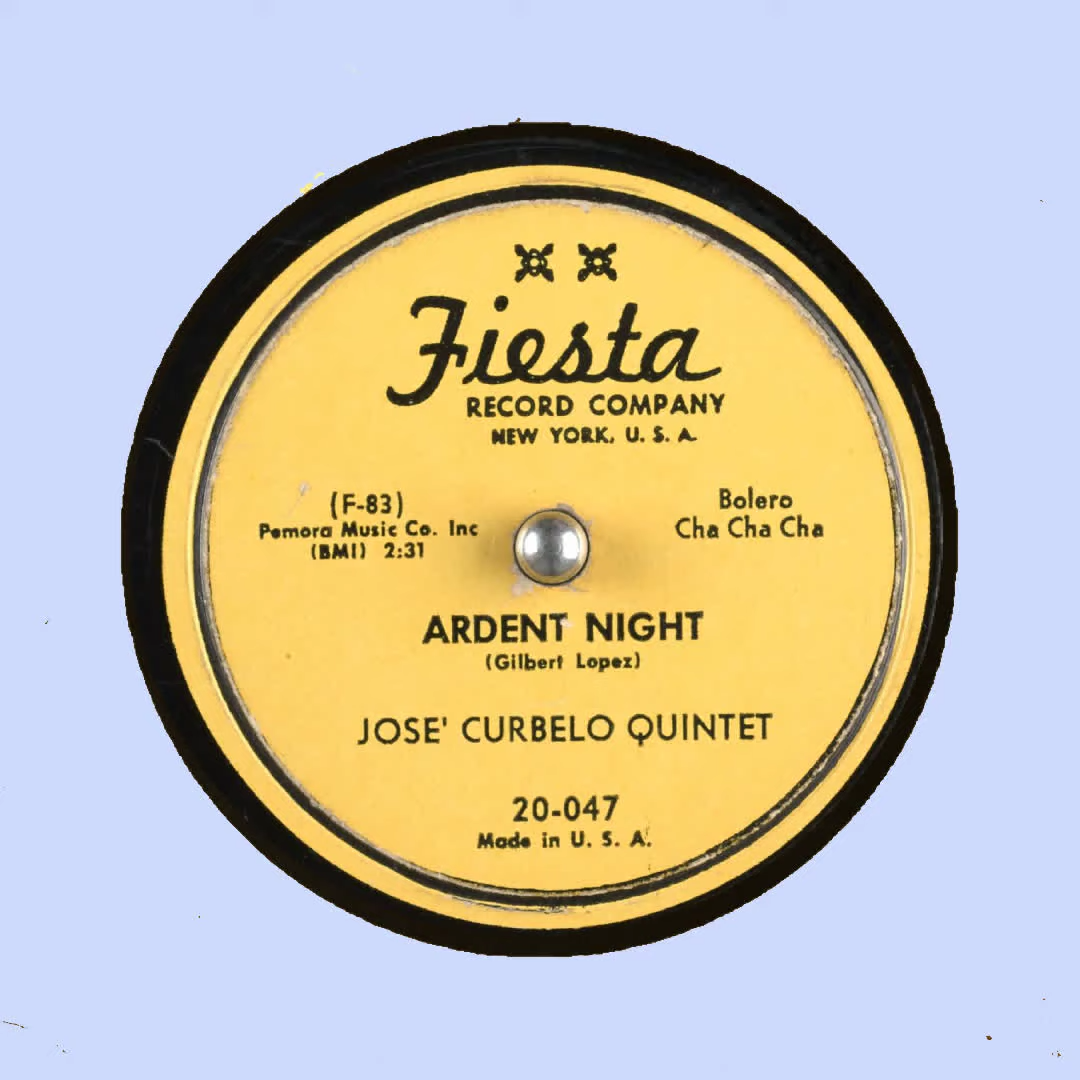 Fiesta
RECORD COMPANY
NEW YORK, U. S. A.
(F-83)
Pemora Music Co. Inc
(BMI) 2:31
Bolero
Cha Cha Cha
ARDENT NIGHT
(Gilbert Lopez)
JOSE' CURBELO QUINTET
20-047
Made in U. S. A.